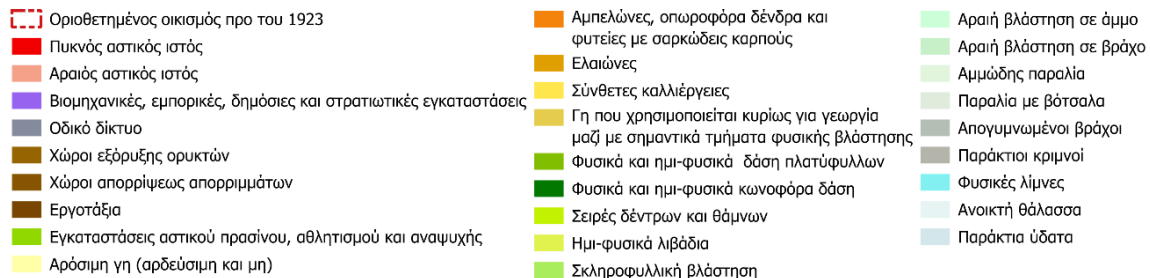 Οριοθετημένος οικισμός προ του 1923
Πυκνός αστικός ιστός
Αραιός αστικός ιστός
Βιομηχανικές, εμπορικές, δημόσιες και στρατιωτικές εγκαταστάσεις
Οδικό δίκτυο
Χώροι εξόρυξης ορυκτών
Χώροι απορρίψεως απορριμμάτων
Εργοτάξια
Εγκαταστάσεις αστικού πρασίνου, αθλητισμού και αναψυχής
Αρόσιμη γη (αρδεύσιμη και μη)
Αμπελώνες, οπωροφόρα δένδρα και
φυτείες με σαρκώδεις καρπούς
Ελαιώνες
Σύνθετες καλλιέργειες
Γη που χρησιμοποιείται κυρίως για γεωργία
μαζί με σημαντικά τμήματα φυσικής βλάστησης
Φυσικά και ημι-φυσικά δάση πλατύφυλλων
Φυσικά και ημι-φυσικά κωνοφόρα δάση
Σειρές δέντρων και θάμνων
Ημι-φυσικά λιβάδια
Σκληροφυλλική βλάστηση
Αραιή βλάστηση σε άμμο
Αραιή βλάστηση σε βράχο
Αμμώδης παραλία
Παραλία με βότσαλα
Απογυμνωμένοι βράχοι
Παράκτιοι κριμνοί
Φυσικές λίμνες
Ανοικτή θάλασσα
Παράκτια ύδατα